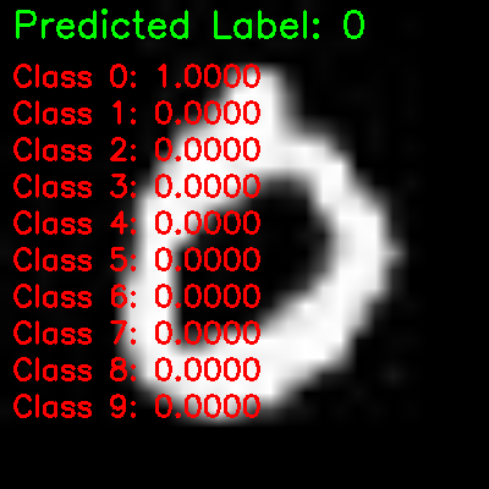 Predicted Label: 0
Class 0: 1.0000
Class 1: 0.0000
Class 2: 0.0000
Class 3: 0.0000
Class 4: 0.0000
Class 5: 0.0000
Class 6: 0.0000
Class 7: 0.0000
Class 8: 0.0000
Class 9: 0.0000
0